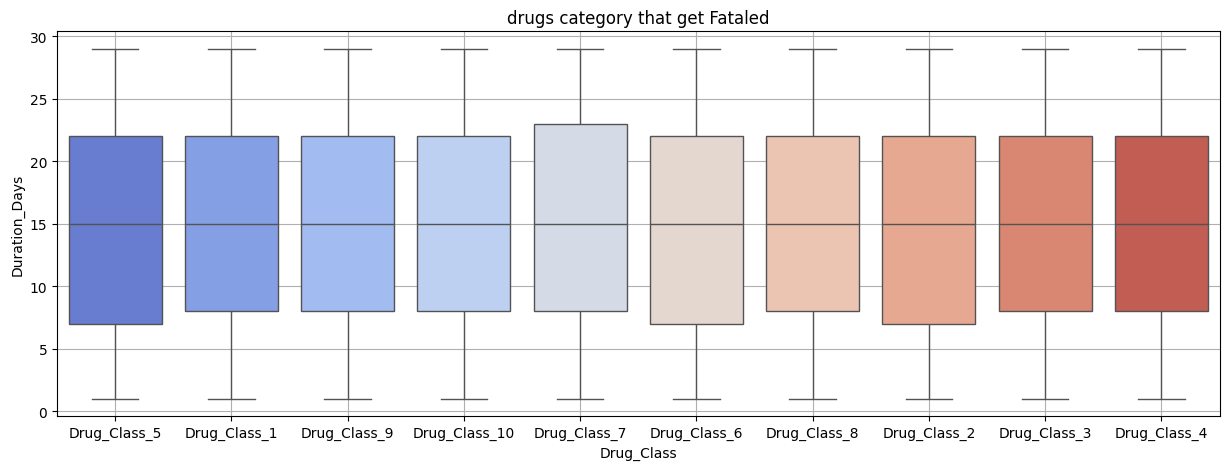 drugs category that get Fataled
30
25
20
15
10
5
0
Duration_Days
Drug_Class_5 Drug_Class_1 Drug_Class_9 Drug_Class_10 Drug_Class_7 Drug_Class_6 Drug_Class_8 Drug_Class_2 Drug_Class_3 Drug_Class_4
Drug_Class